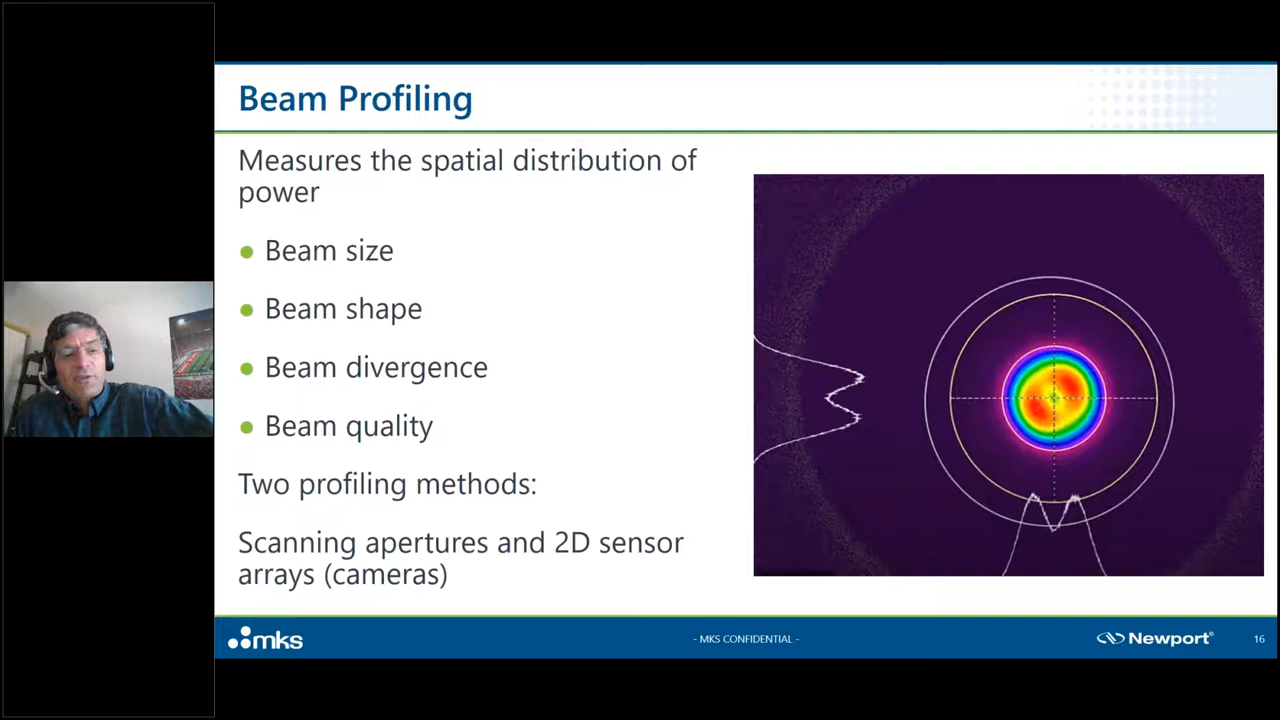 Beam Profiling
Measures the spatial distribution of
power
Beam size
Beam shape
Beam divergence
Beam quality
Two profiling methods:
Scanning apertures and 2D sensor
arrays (cameras)
mks
- MKS CONFIDENTIAL -
Newport®
16